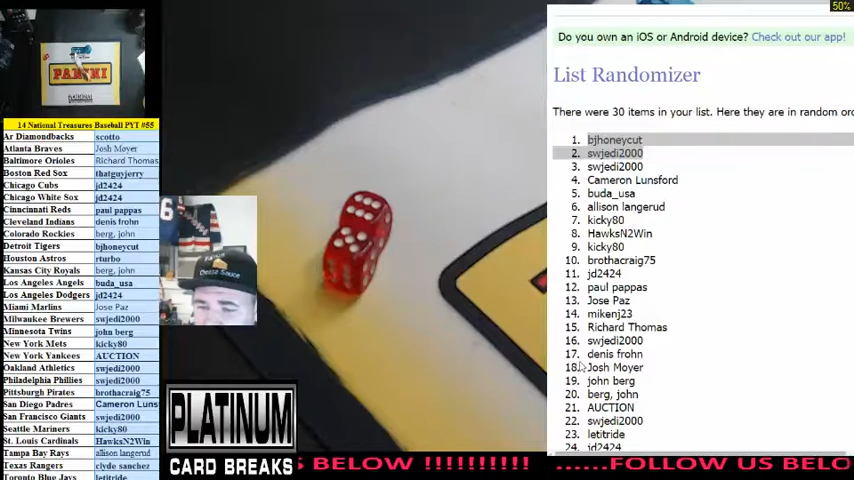 50%
Do you own an iOS or Android device? Check out our app!
List Randomizer
There were 30 items in your list. Here they are in random
1. bjhoneycut
2. swjedi2000
3. swjedi2000
4. Cameron Lunsford
5. buda_usa
6. allison langerud
7. kicky80
8. HawksN2Win
9. kicky80
10. brothacraig75
11. jd2424
12. paul pappas
13. Jose Paz
14. mikenj23
15. Richard Thomas
16. swjedi2000
17. denis frohn
18. Josh Moyer
19. john berg
20. berg, john
21. AUCTION
22. swjedi2000
23. letitride
24. jd2424
PANINI
14 National Treasures Baseball PYT #55
Ar Diamondbacks scotto
Atlanta Braves Josh Moyer
Baltimore Orioles Richard Thomas
Boston Red Sox thatguyjerry
Chicago Cubs jd2424
Chicago White Sox jd2424
Cincinnati Reds paul pappas
Cleveland Indians denis frohn
Colorado Rockies berg, john
Detroit Tigers bjhoneycut
Houston Astros rturbo
Kansas City Royals berg, john
Los Angeles Angels buda_usa
Los Angeles Dodgers jd2424
Miami Marlins Jose Paz
Milwaukee Brewers swjedi2000
Minnesota Twins john berg
New York Mets kicky80
New York Yankees AUCTION
Oakland Athletics swjedi2000
Philadelphia Phillies swjedi2000
Pittsburgh Pirates brothacraig75
San Diego Padres Cameron Luns
San Francisco Giants swjedi2000
Seattle Mariners kicky80
St. Louis Cardinals HawksN2Win
Tampa Bay Rays allison langerud
Texas Rangers clyde sanchez
Toronto Blue Jays letitride
PLATINUM
CARD BREAKS
S BELOW !!!!!!!!!! ......FOLLOW US BELO